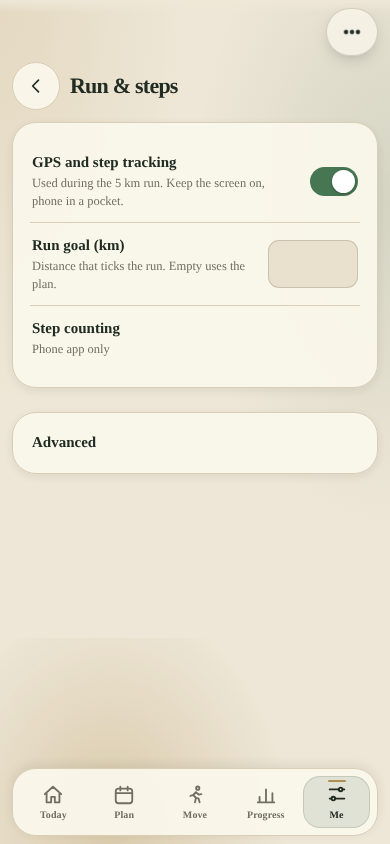 Run & steps
GPS and step tracking
Used during the 5 km run. Keep the screen on,
phone in a pocket.
Run goal (km)
Distance that ticks the run. Empty uses the
plan.
Step counting
Phone app only
Advanced
Today
Plan
Move
Progress
Me